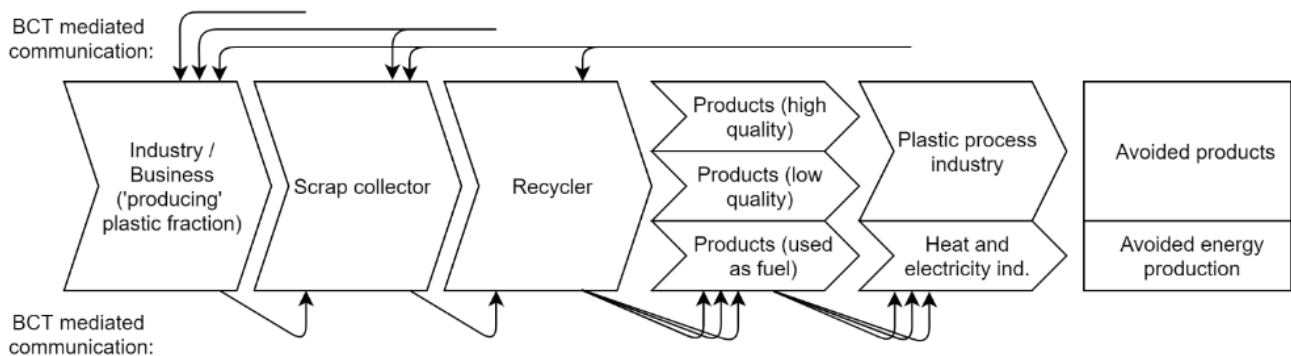 BCT mediated
communication:
Industry /
Business
('producing'
plastic fraction)
Scrap collector
Recycler
Products (high
quality)
Products (low
quality)
Products (used
as fuel)
Plastic process
industry
Heat and
electricity ind.
Avoided products
Avoided energy
production
BCT mediated
communication: